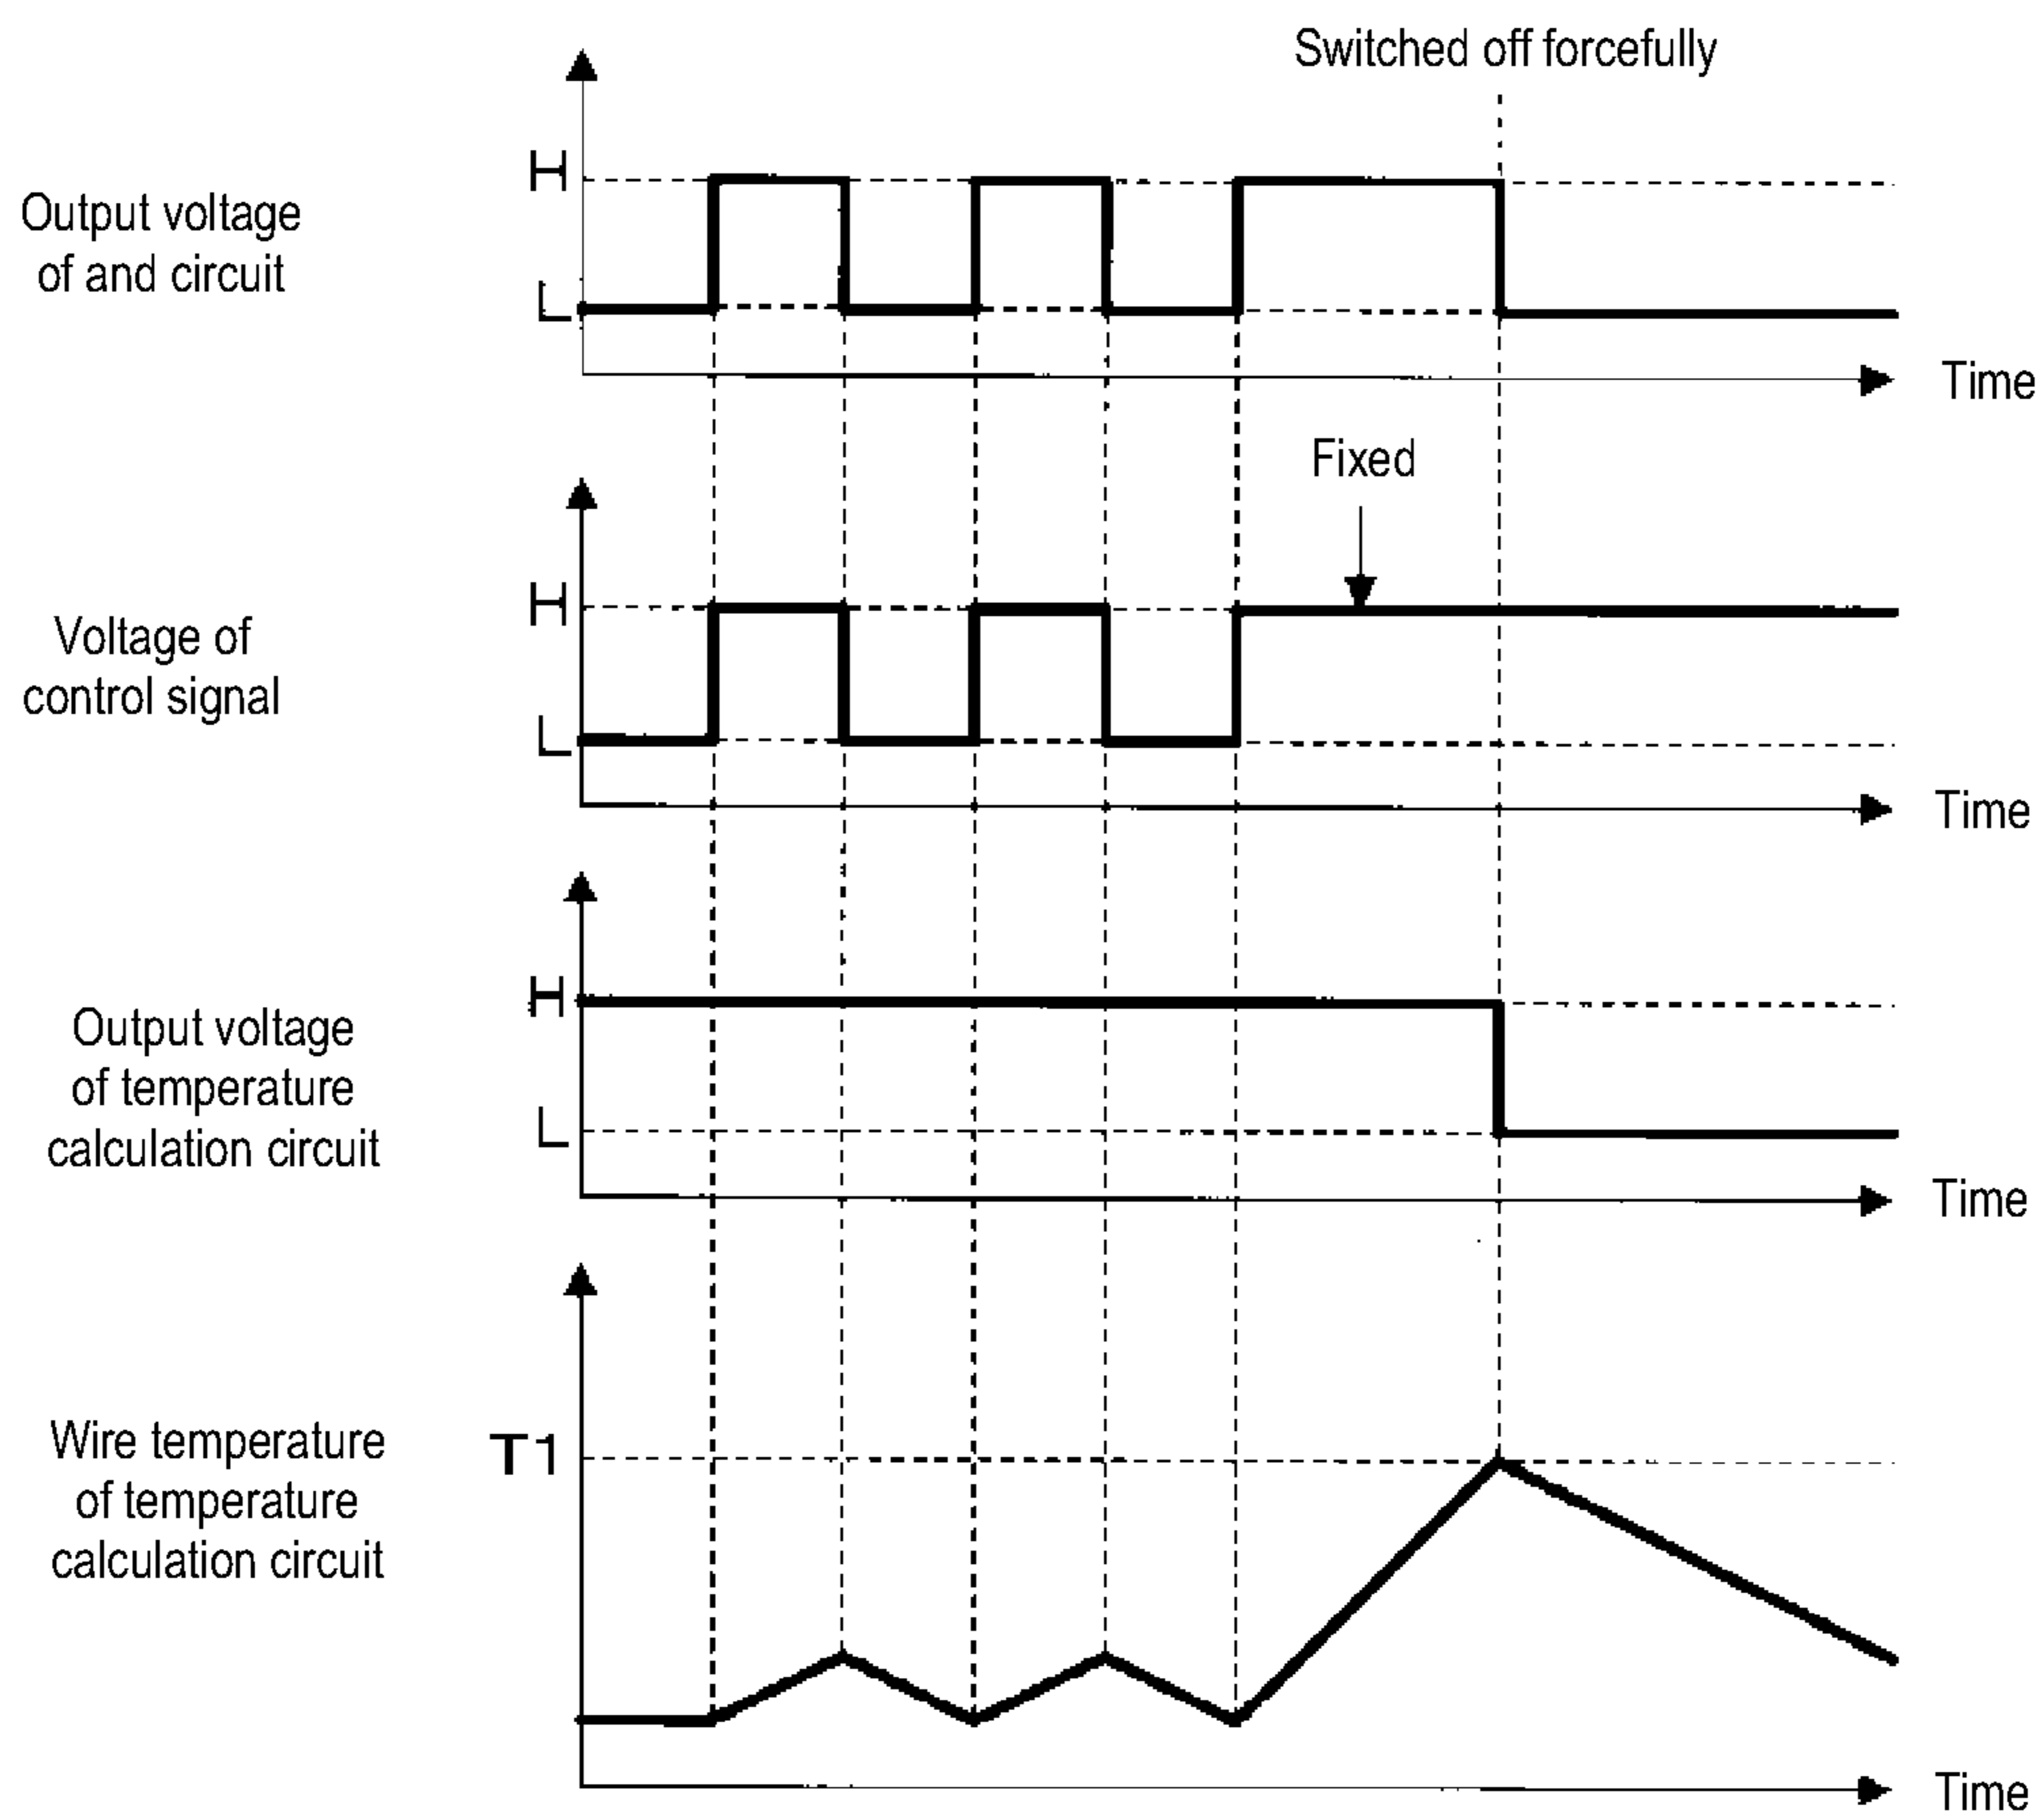 Switched off forcefully
H
Output voltage
of and circuit
L
Time
Fixed
H
Voltage of
control signal
L
Time
H
Output voltage
of temperature
calculation circuit
L
Time
T1
Wire temperature
of temperature
calculation circuit
Time